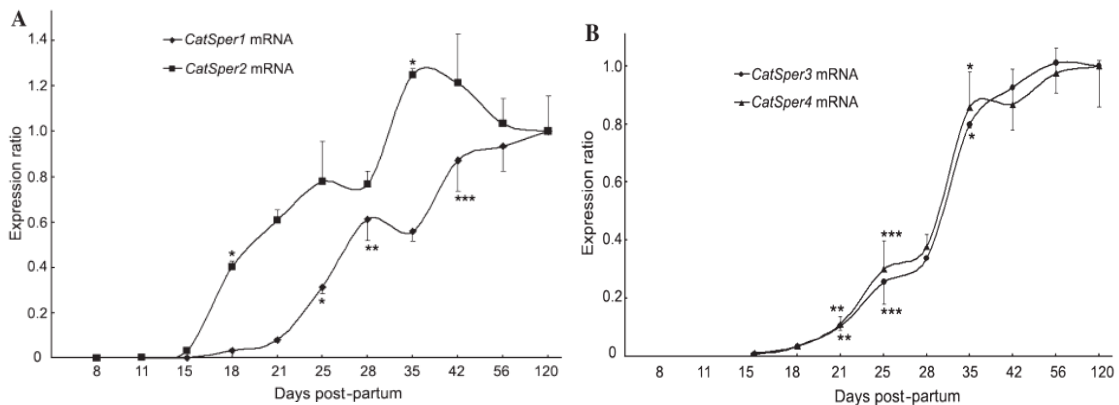 A
1.4
1.2
1.0
0.8
0.6
0.4
0.2
0
Expression ratio
CatSper1 mRNA
CatSper2 mRNA
*
*
*
**
***
8 11 15 18 21 25 28 35 42 56 120
Days post-partum
B
1.0
0.8
0.6
0.4
0.2
0
Expression ratio
CatSper3 mRNA
CatSper4 mRNA
**
**
***
***
*
*
8 11 15 18 21 25 28 35 42 56 120
Days post-partum